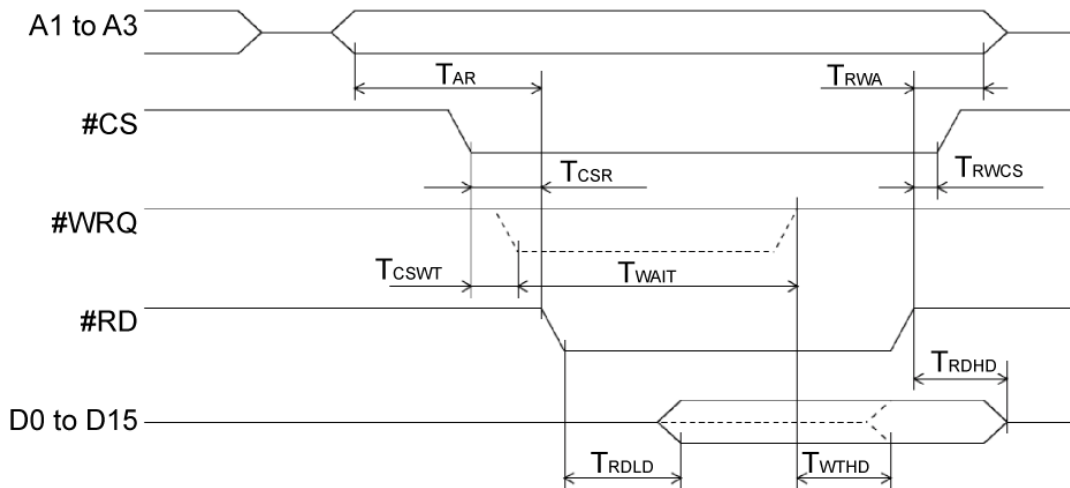 A1 to A3
TAR
TRWA
#CS
TCSR
TRWCS
#WRQ
TCSWT
TWAIT
#RD
TRDHD
D0 to D15
TRDLD
TWTHD